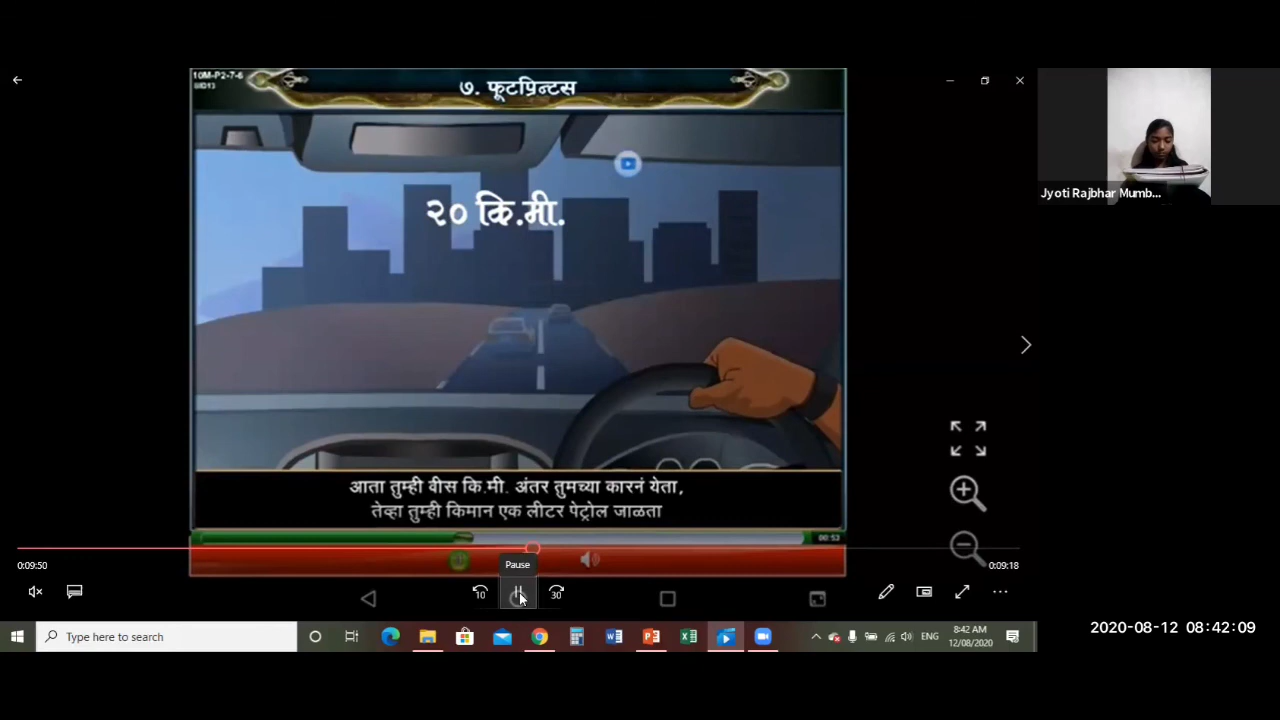 10M-P2-7-6
७. फूटप्रिन्टस
२० कि.मी.
आता तुम्ही वीस कि.मी. अंतर तुमच्या कारनं येता,
तेव्हा तुम्ही किमान एक लीटर पेट्रोल जाळता
00:53
Pause
0:09:50
0:09:18
10
30
Jyoti Rajbhar Mumb...
Type here to search
ENG
8:42 AM
12/08/2020
2020-08-12 08:42:09